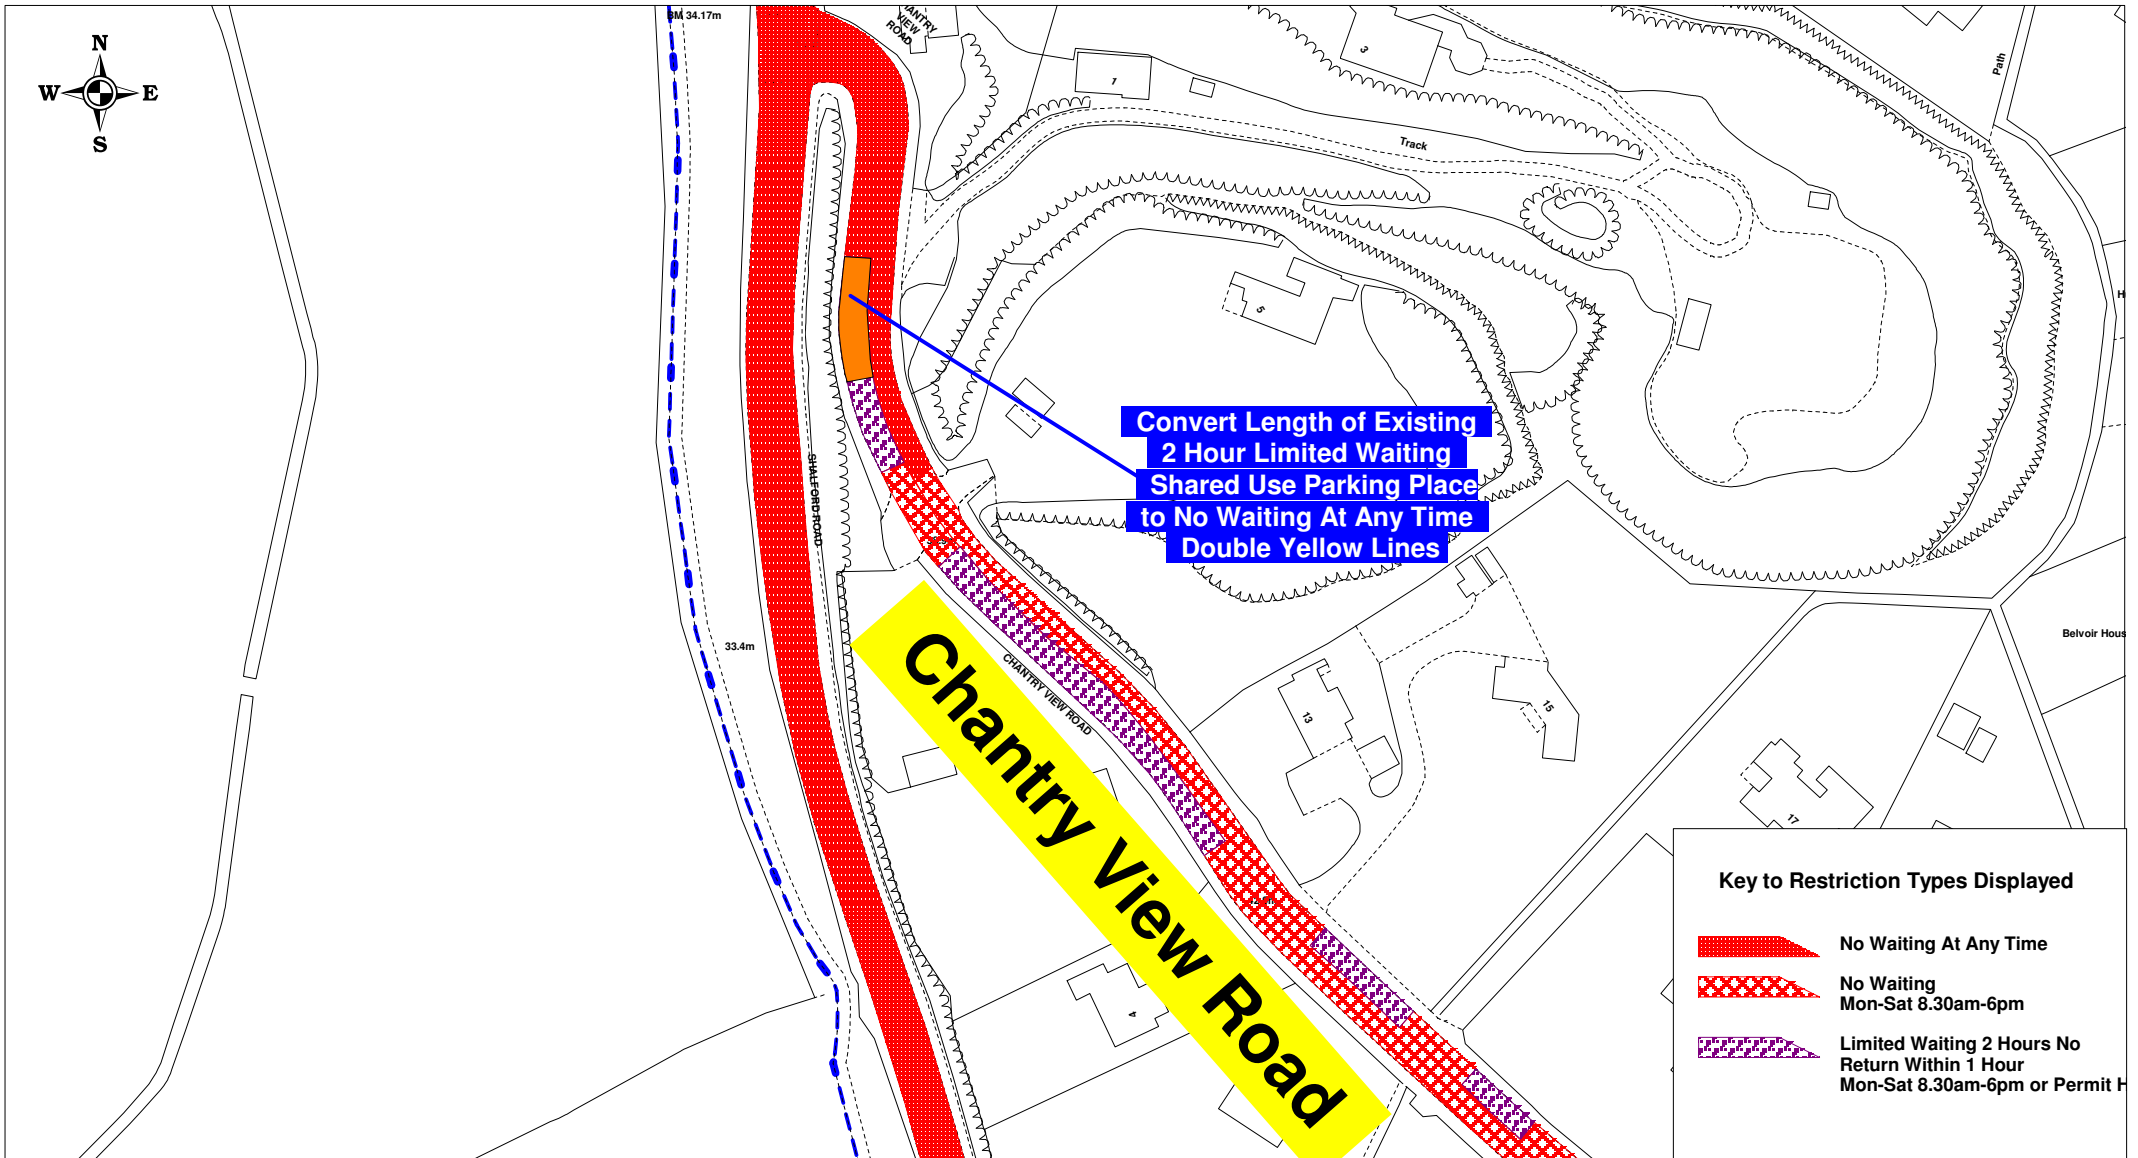 BM 34.17m
CHANTRY
VIEW
ROAD
N
W E
S
1
3
Path
Track
5
H
Convert Length of Existing
2 Hour Limited Waiting
Shared Use Parking Place
to No Waiting At Any Time
Double Yellow Lines
SHALFORD ROAD
33.4m
CHANTRY VIEW ROAD
Chantry View Road
13
15
17
4
Belvoir Hous
Key to Restriction Types Displayed
No Waiting At Any Time
No Waiting
Mon-Sat 8.30am-6pm
Limited Waiting 2 Hours No
Return Within 1 Hour
Mon-Sat 8.30am-6pm or Permit H